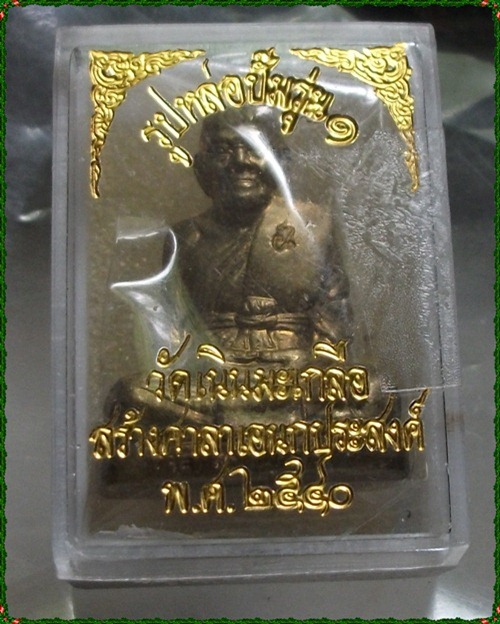 รูปหล่อปั๊มรุ่น ๑
วัดเนินมะเกลือ
สร้างศาลาเอนกประสงค์
พ.ศ. ๒๕๔๐